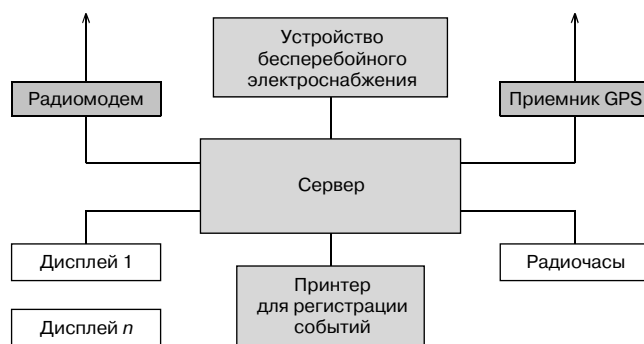 Устройство
бесперебойного
электроснабжения
Радиомодем
Приемник GPS
Сервер
Дисплей 1
Радиочасы
Принтер
для регистрации
событий
Дисплей n